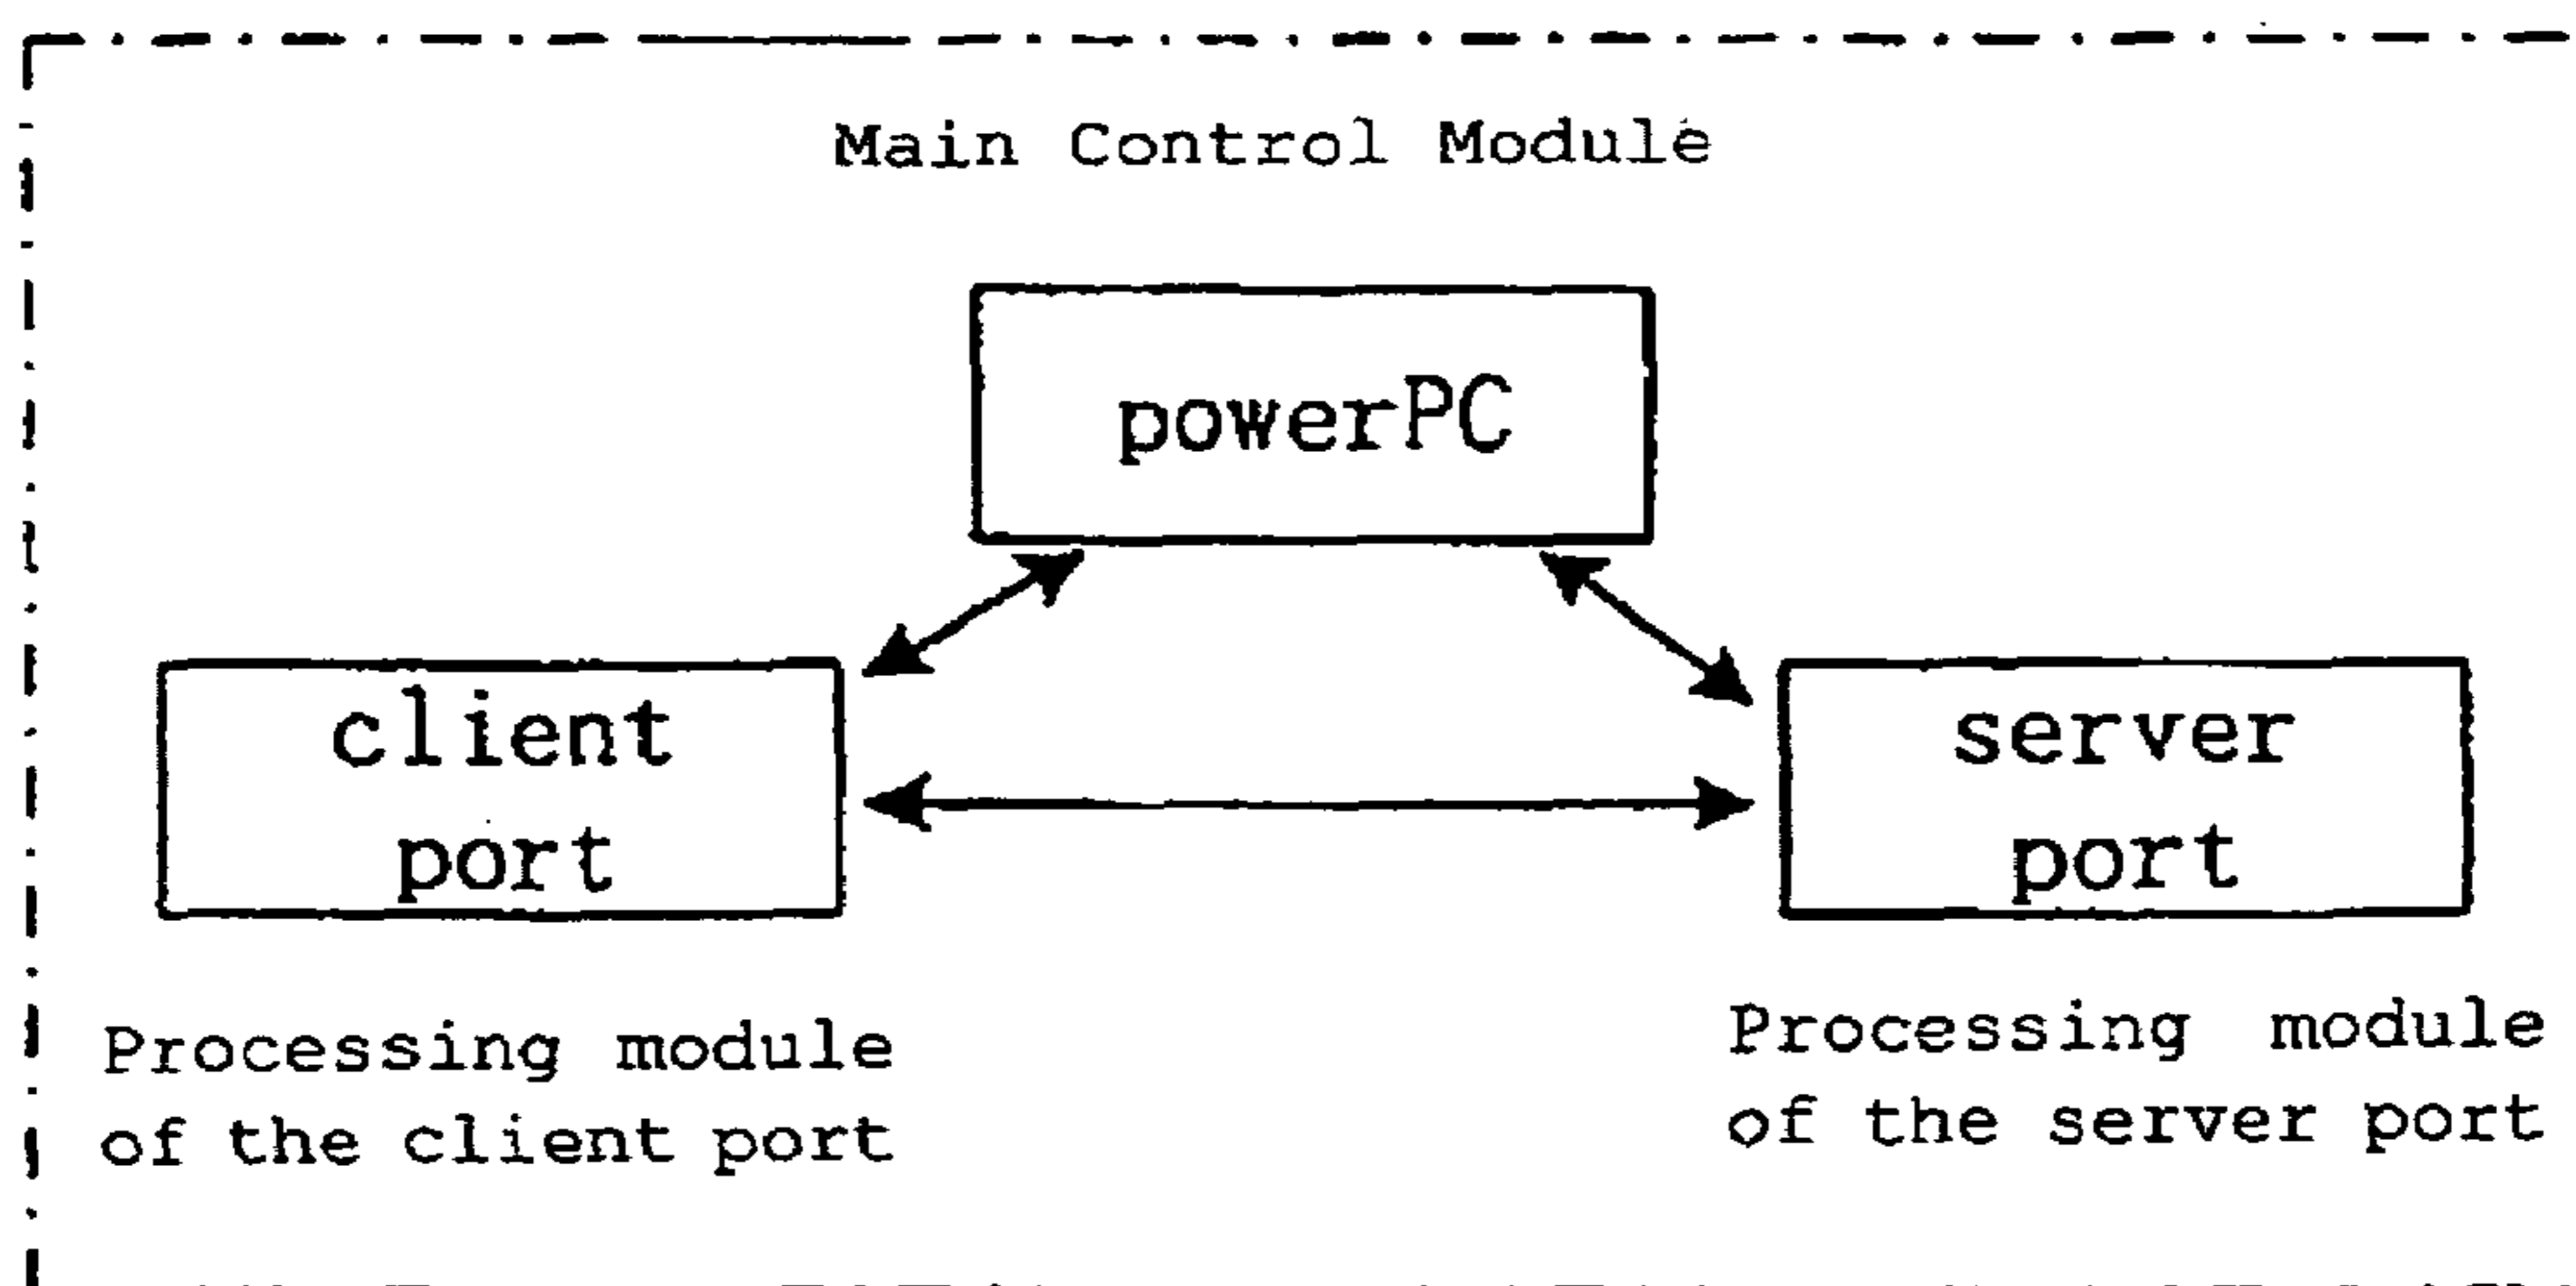 Main Control Module
powerPC
client
port
server
port
Processing module
of the client port
Processing module
of the server port